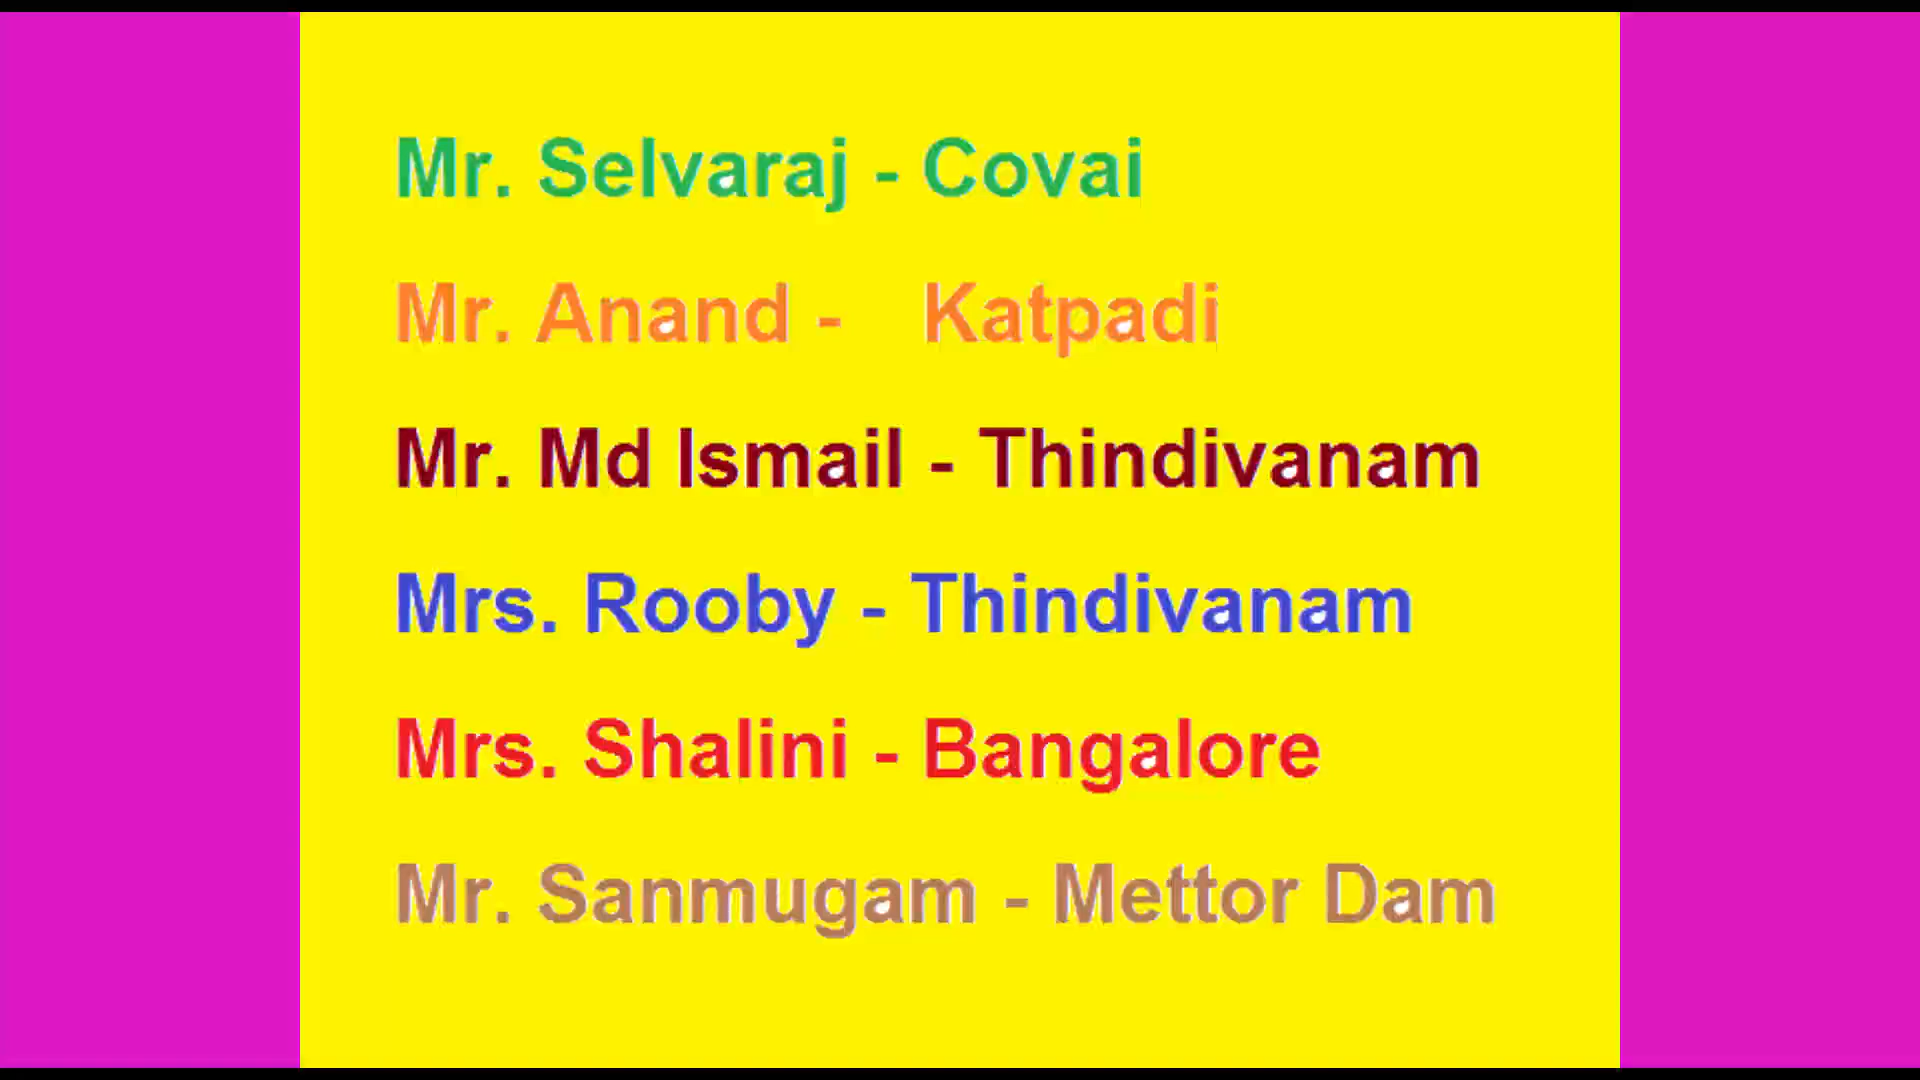 Mr. Selvaraj - Covai
Mr. Anand - Katpadi
Mr. Md Ismail - Thindivanam
Mrs. Rooby - Thindivanam
Mrs. Shalini - Bangalore
Mr. Sanmugam - Mettor Dam